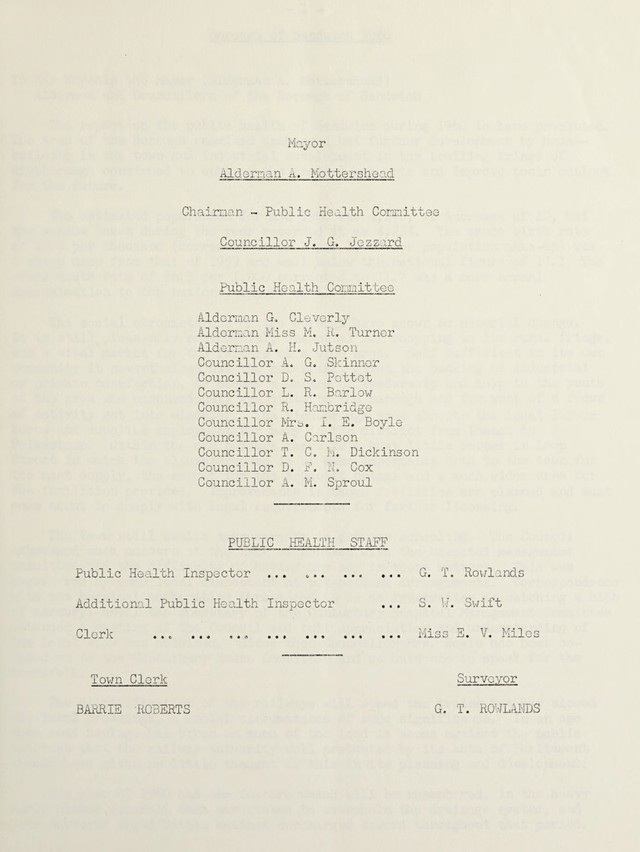 Mayor
Alderman A. Mottershead
Chairman - Public Health Committee
Councillor J. G. Jezzard
Public Health Committee
Alderman G. Cleverly
Alderman Miss M. R. Turner
Alderman A. H. Jutson
Councillor A. G. Skinner
Councillor D. S. Pettet
Councillor L. R. Barlow
Councillor R. Hambridge
Councillor Mrs. I. E. Boyle
Councillor A. Carlson
Councillor T. C. M. Dickinson
Councillor D. F. N. Cox
Councillor A. M. Sproul
PUBLIC HEALTH STAFF
Public Health Inspector ... ... ... ... G. T. Rowlands
Additional Public Health Inspector ... S. W. Swift
Clerk ... ... ... ... ... ... ... Miss E. V. Miles
Town Clerk Surveyor
BARRIE ROBERTS G. T. ROWLANDS